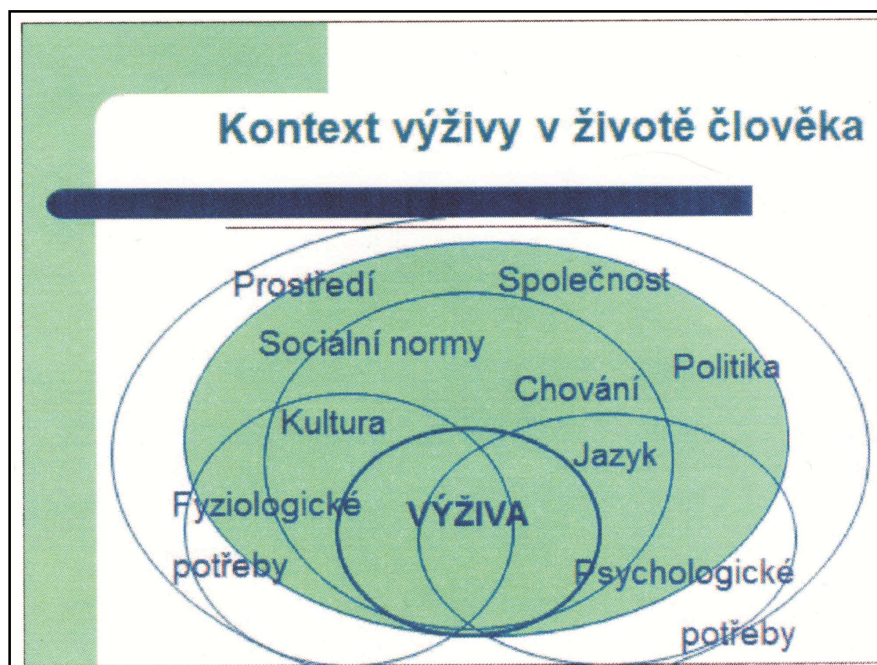 Kontext výživy v životě člověka
Prostředí
Společnost
Sociální normy
Politika
Chování
Kultura
Jazyk
Fyziologické
potřeby
VÝŽIVA
Psychologické
potřeby